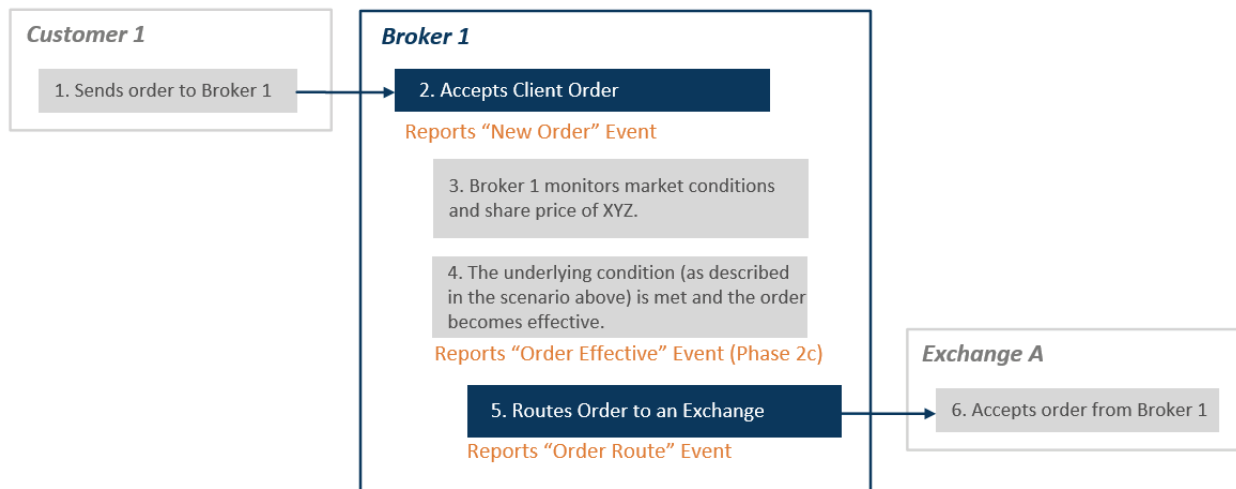 Customer 1
Broker 1
1. Sends order to Broker 1
2. Accepts Client Order
Reports “New Order” Event
3. Broker 1 monitors market conditions
and share price of XYZ.
4. The underlying condition (as described
in the scenario above) is met and the order
becomes effective.
Reports “Order Effective” Event (Phase 2c)
Exchange A
5. Routes Order to an Exchange
6. Accepts order from Broker 1
Reports “Order Route” Event